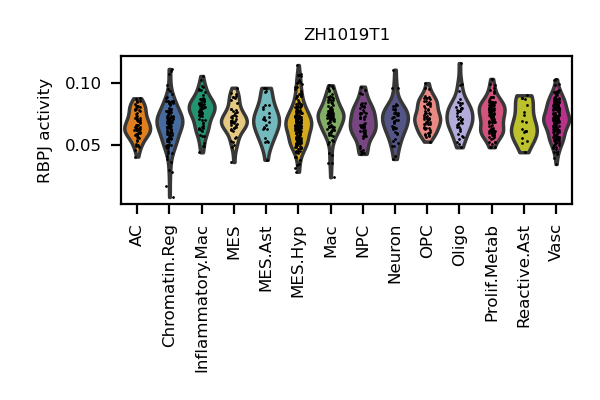 ZH1019T1
RBPJ activity
0.10
0.05
AC
Chromatin.Reg
Inflammatory.Mac
MES
MES.Ast
MES.Hyp
Mac
NPC
Neuron
OPC
Oligo
Prolif.Metab
Reactive.Ast
Vasc